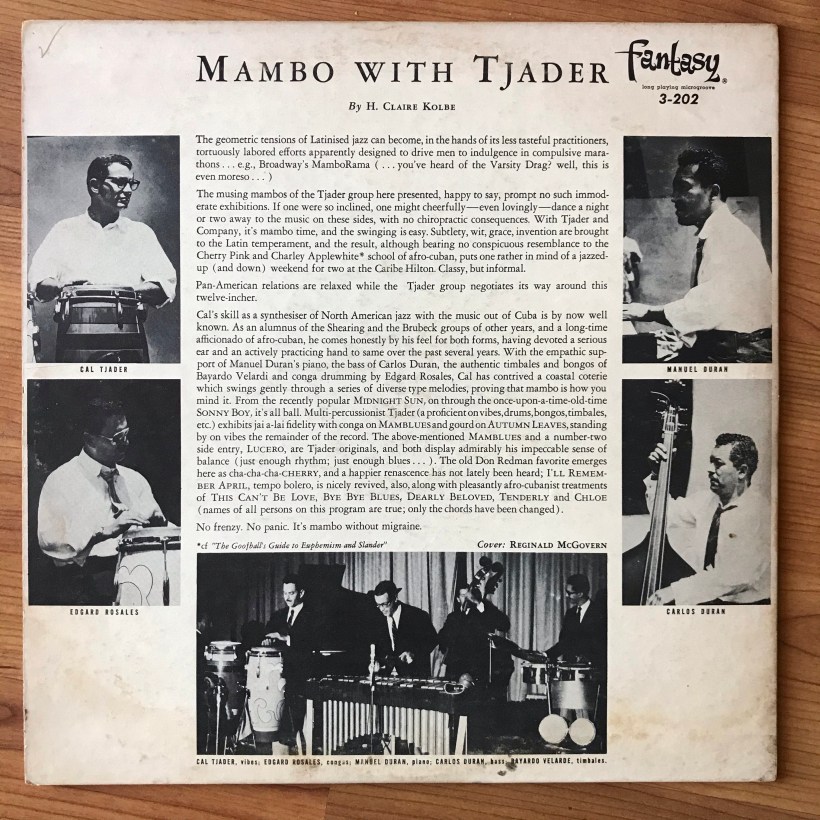 MAMBO WITH TJADER
fantasy®
long playing microgroove
3-202
By H. CLAIRE KOLBE
The geometric tensions of Latinised jazz can become, in the hands of its less tasteful practitioners,
tortuously labored efforts apparently designed to drive men to indulgence in compulsive mara-
thons . . . e.g., Broadway's MamboRama ( . . . you've heard of the Varsity Drag? well, this is
even moreso . . . )
The musing mambos of the Tjader group here presented, happy to say, prompt no such immod-
erate exhibitions. If one were so inclined, one might cheerfully—even lovingly—dance a night
or two away to the music on these sides, with no chiropractic consequences. With Tjader and
Company, it's mambo time, and the swinging is easy. Subtlety, wit, grace, invention are brought
to the Latin temperament, and the result, although bearing no conspicuous resemblance to the
Cherry Pink and Charley Applewhite* school of afro-cuban, puts one rather in mind of a jazzed-
up (and down) weekend for two at the Caribe Hilton. Classy, but informal.
Pan-American relations are relaxed while the Tjader group negotiates its way around this
twelve-incher.
Cal's skill as a synthesiser of North American jazz with the music out of Cuba is by now well
known. As an alumnus of the Shearing and the Brubeck groups of other years, and a long-time
afficionado of afro-cuban, he comes honestly by his feel for both forms, having devoted a serious
ear and an actively practicing hand to same over the past several years. With the empathic sup-
port of Manuel Duran's piano, the bass of Carlos Duran, the authentic timbales and bongos of
Bayardo Velardi and conga drumming by Edgard Rosales, Cal has contrived a coastal coterie
which swings gently through a series of diverse type melodies, proving that mambo is how you
mind it. From the recently popular MIDNIGHT SUN, on through the once-upon-a-time-old-time
SONNY BOY, it's all ball. Multi-percussionist Tjader (a proficient on vibes, drums, bongos, timbales,
etc.) exhibits jai a-lai fidelity with conga on MAMBLUES and gourd on AUTUMN LEAVES, standing
by on vibes the remainder of the record. The above-mentioned MAMBLUES and a number-two
side entry, LUCERO, are Tjader originals, and both display admirably his impeccable sense of
balance (just enough rhythm; just enough blues . . . ). The old Don Redman favorite emerges
here as cha-cha-cha-CHERRY, and a happier renascence has not lately been heard; I'LL REMEM-
BER APRIL, tempo bolero, is nicely revived, also, along with pleasantly afro-cubanist treatments
of THIS CAN'T BE LOVE, BYE BYE BLUES, DEARLY BELOVED, TENDERLY and CHLOE
(names of all persons on this program are true; only the chords have been changed).
No frenzy. No panic. It's mambo without migraine.
*cf "The Goofball's Guide to Euphemism and Slander"
Cover: REGINALD MCGOVERN
CAL TJADER
MANUEL DURAN
EDGARD ROSALES
CARLOS DURAN
CAL TJADER, vibes; EDGARD ROSALES, congas; MANUEL DURAN, piano; CARLOS DURAN, bass; BAYARDO VELARDE, timbales.